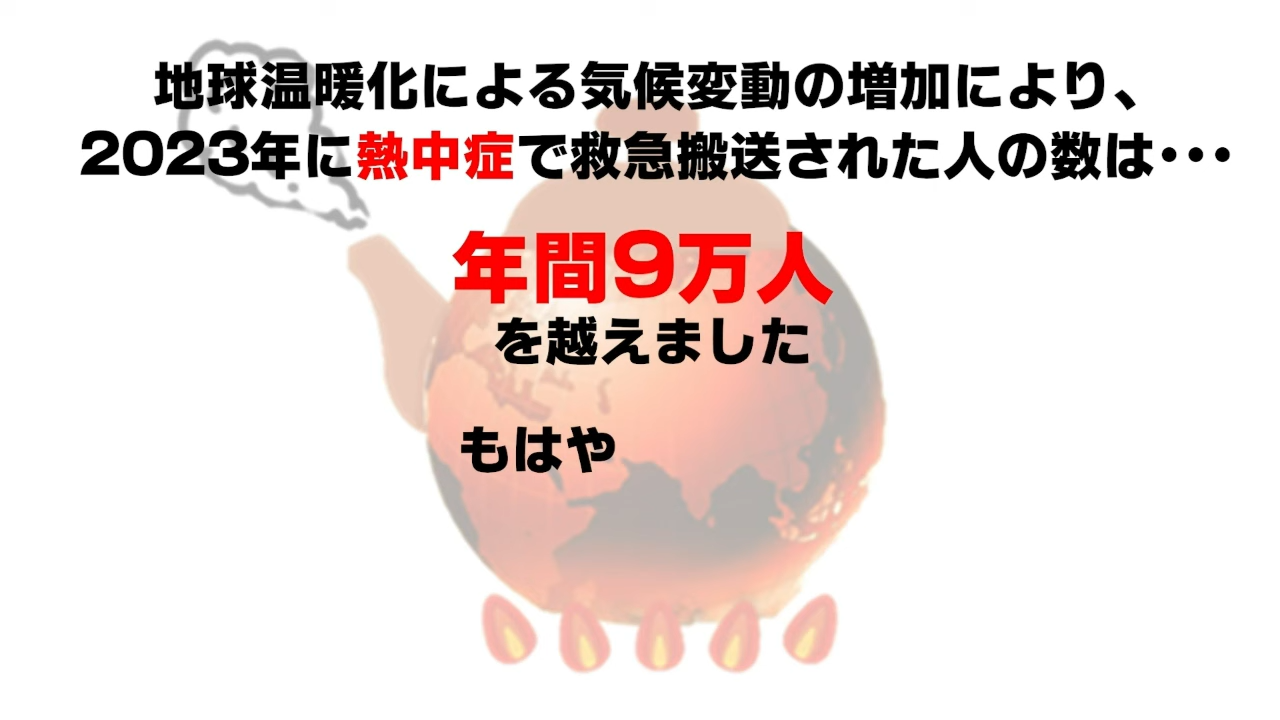 地球温暖化による気候変動の増加により、
2023年に熱中症で救急搬送された人の数は･･･
年間9万人
を越えました
もはや